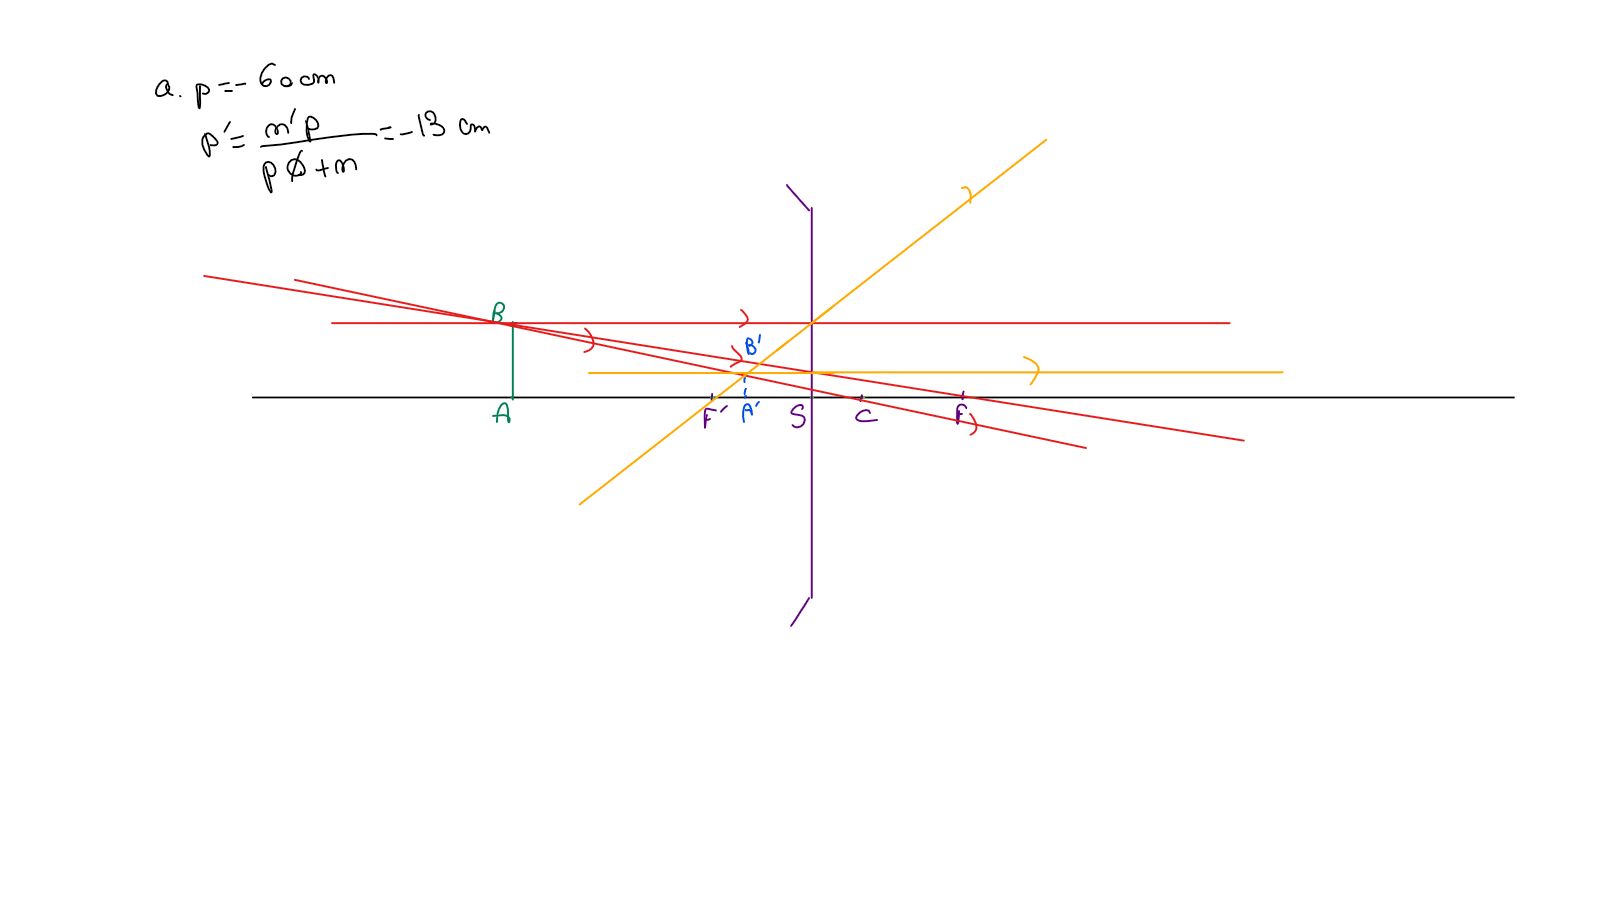 a. p = - 60 cm
p' = m'p / pϕ + m = - 13 cm
B
B'
A F' A' S C F